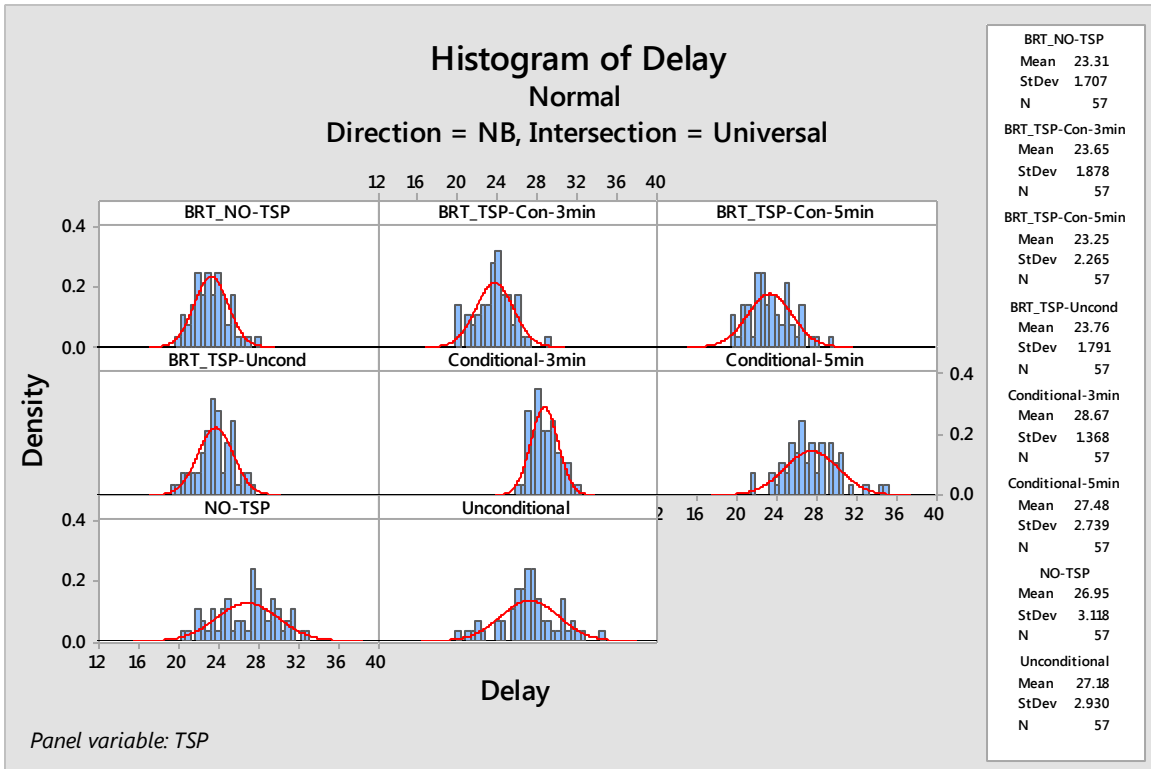 Histogram of Delay
Normal
Direction = NB, Intersection = Universal
12 16 20 24 28 32 36 40
BRT_NO-TSP BRT_TSP-Con-3min BRT_TSP-Con-5min
0.4
0.2
0.0
BRT_TSP-Uncond Conditional-3min Conditional-5min
0.4
0.2
0.0
NO-TSP Unconditional
2 16 20 24 28 32 36 40
0.4
0.2
0.0
12 16 20 24 28 32 36 40
Density
Delay
Panel variable: TSP
BRT_NO-TSP
Mean 23.31
StDev 1.707
N 57
BRT_TSP-Con-3min
Mean 23.65
StDev 1.878
N 57
BRT_TSP-Con-5min
Mean 23.25
StDev 2.265
N 57
BRT_TSP-Uncond
Mean 23.76
StDev 1.791
N 57
Conditional-3min
Mean 28.67
StDev 1.368
N 57
Conditional-5min
Mean 27.48
StDev 2.739
N 57
NO-TSP
Mean 26.95
StDev 3.118
N 57
Unconditional
Mean 27.18
StDev 2.930
N 57